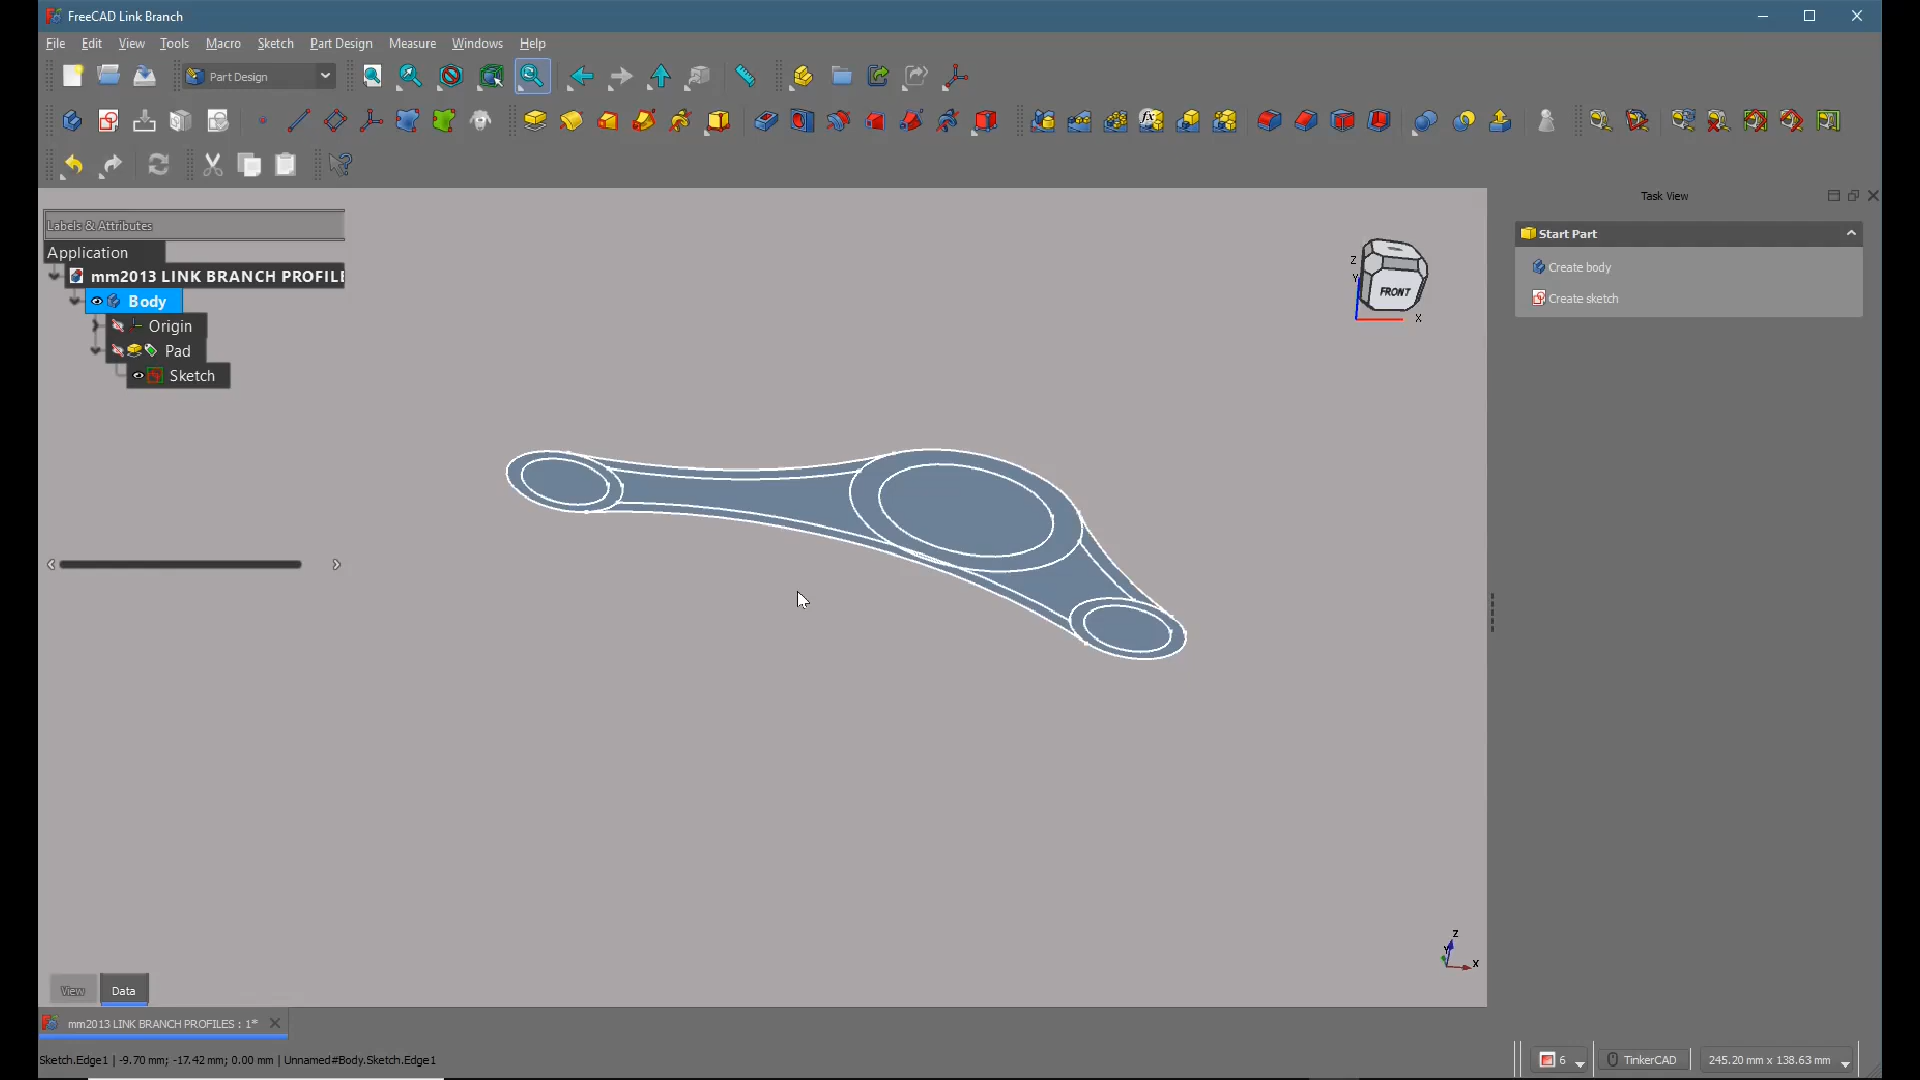 FreeCAD Link Branch
File Edit View Tools Macro Sketch Part Design Measure Windows Help
Part Design
fx
Labels & Attributes
Application
mm2013 LINK BRANCH PROFILE
Body
Origin
Pad
Sketch
Z
Y
FRONT
X
Task View
Start Part
Create body
Create sketch
Z
Y
X
View Data
mm2013 LINK BRANCH PROFILES : 1*
Sketch.Edge1 | -9.70 mm; -17.42 mm; 0.00 mm | Unnamed#Body.Sketch.Edge1
6 TinkerCAD 245.20 mm x 138.63 mm